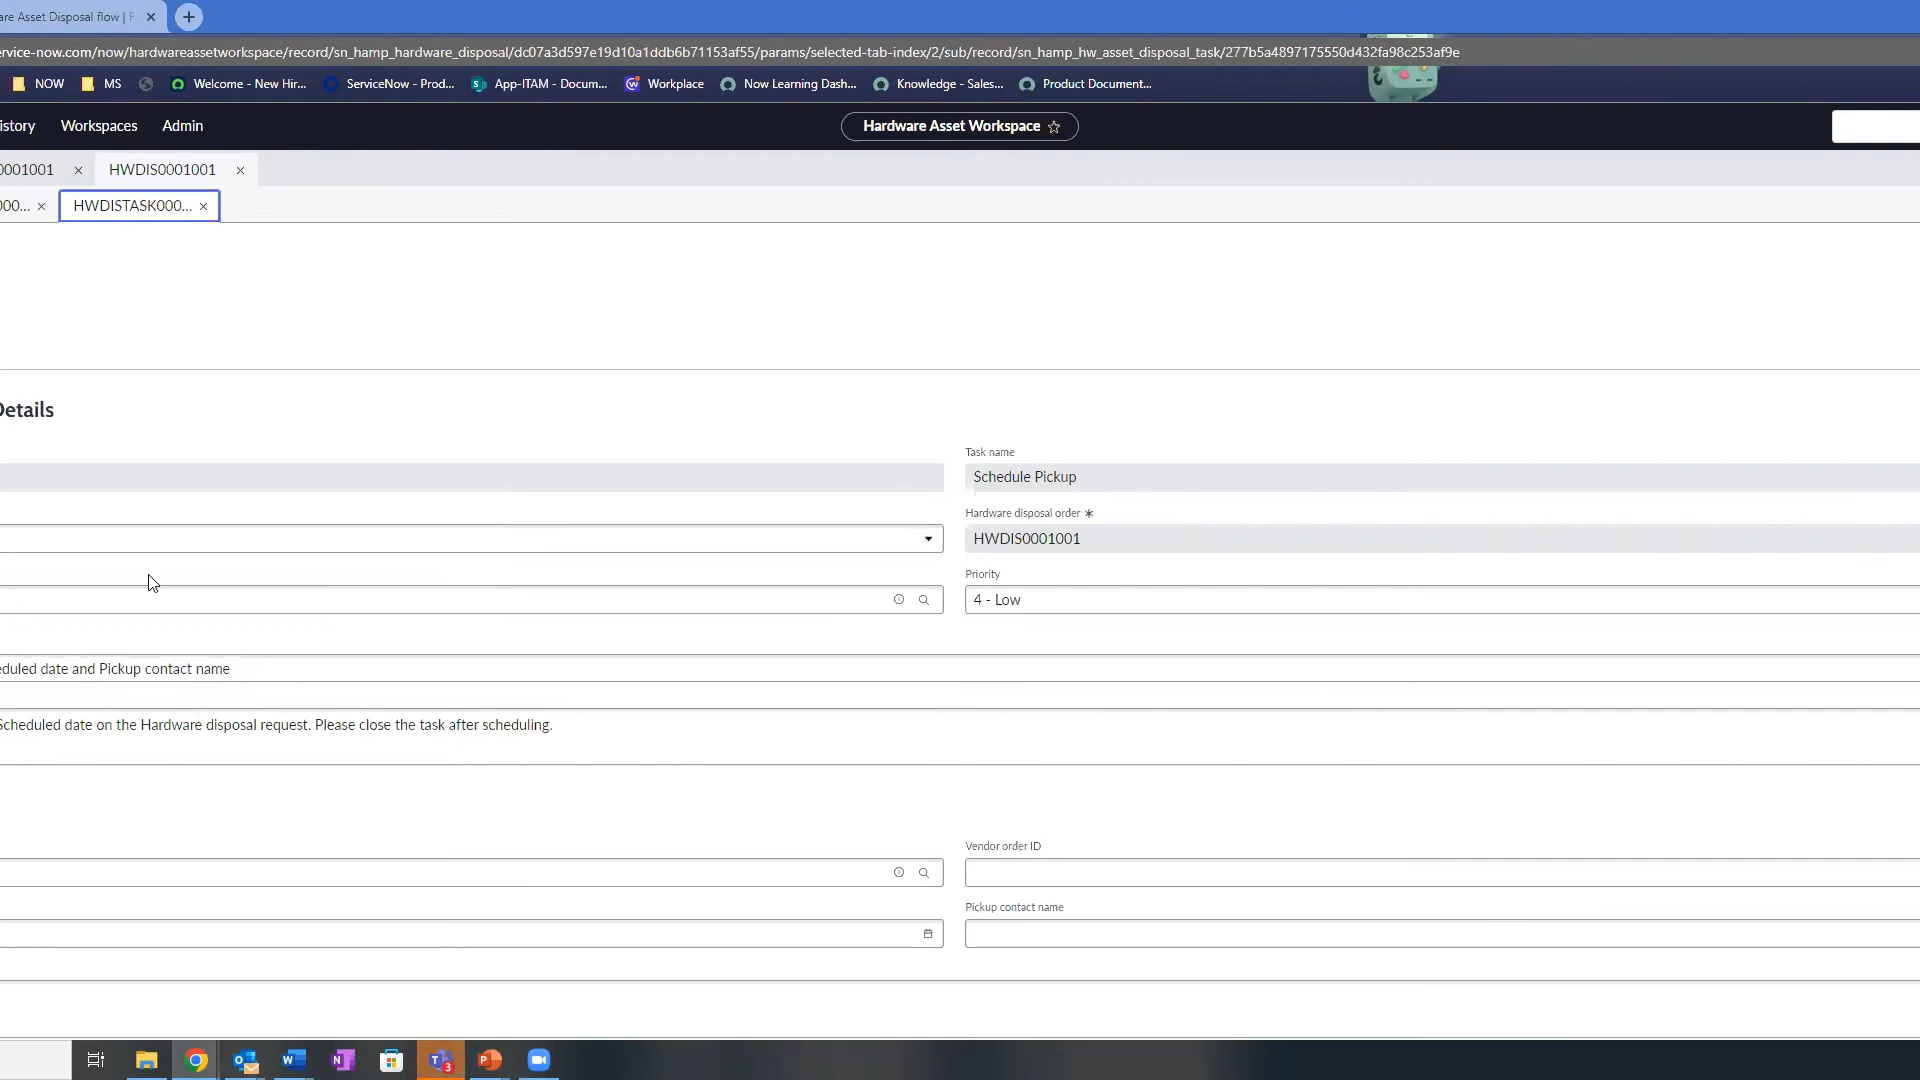 are Asset Disposal flow | F
ervice-now.com/now/hardwareassetworkspace/record/sn_hamp_hardware_disposal/dc07a3d597e19d10a1ddb6b71153af55/params/selected-tab-index/2/sub/record/sn_hamp_hw_asset_disposal_task/277b5a4897175550d432fa98c253af9e
NOW MS Welcome - New Hir... ServiceNow - Prod... App-ITAM - Docum... Workplace Now Learning Dash... Knowledge - Sales... Product Document...
istory Workspaces Admin Hardware Asset Workspace
0001001 HWDIS0001001
000... HWDISTASK000...
Details
Task name
Schedule Pickup
Hardware disposal order
HWDIS0001001
Priority
4 - Low
eduled date and Pickup contact name
Scheduled date on the Hardware disposal request. Please close the task after scheduling.
Vendor order ID
Pickup contact name